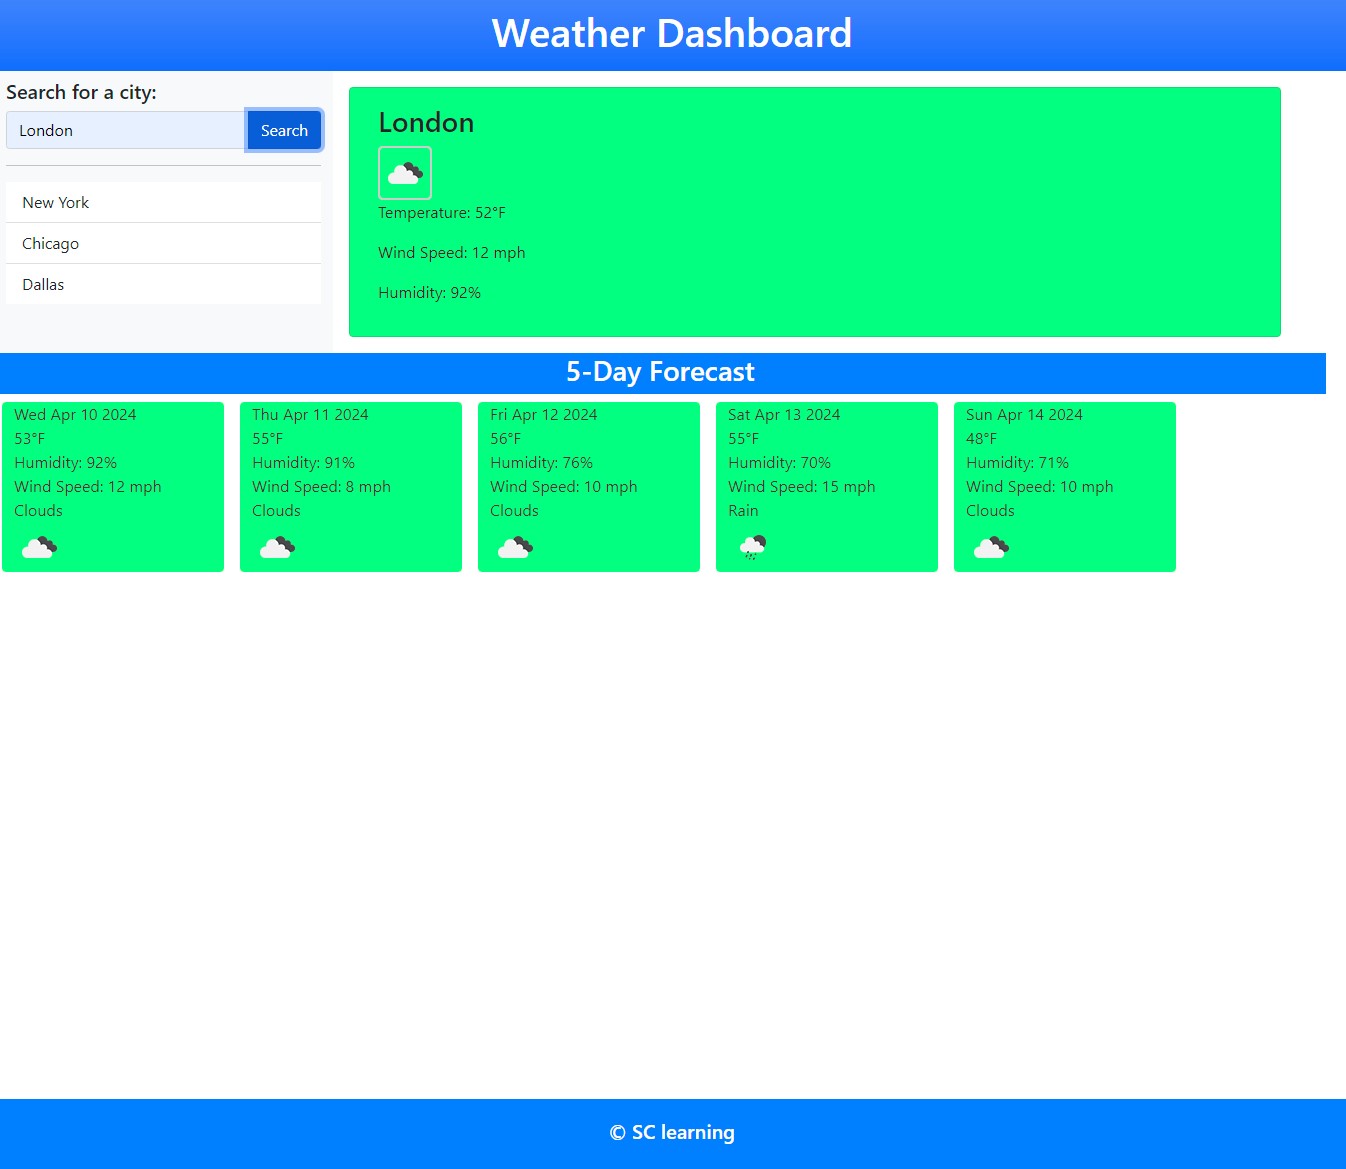 Weather Dashboard
Search for a city:
London
Search
New York
Chicago
Dallas
London
Temperature: 52°F
Wind Speed: 12 mph
Humidity: 92%
5-Day Forecast
Wed Apr 10 2024
53°F
Humidity: 92%
Wind Speed: 12 mph
Clouds
Thu Apr 11 2024
55°F
Humidity: 91%
Wind Speed: 8 mph
Clouds
Fri Apr 12 2024
56°F
Humidity: 76%
Wind Speed: 10 mph
Clouds
Sat Apr 13 2024
55°F
Humidity: 70%
Wind Speed: 15 mph
Rain
Sun Apr 14 2024
48°F
Humidity: 71%
Wind Speed: 10 mph
Clouds
© SC learning